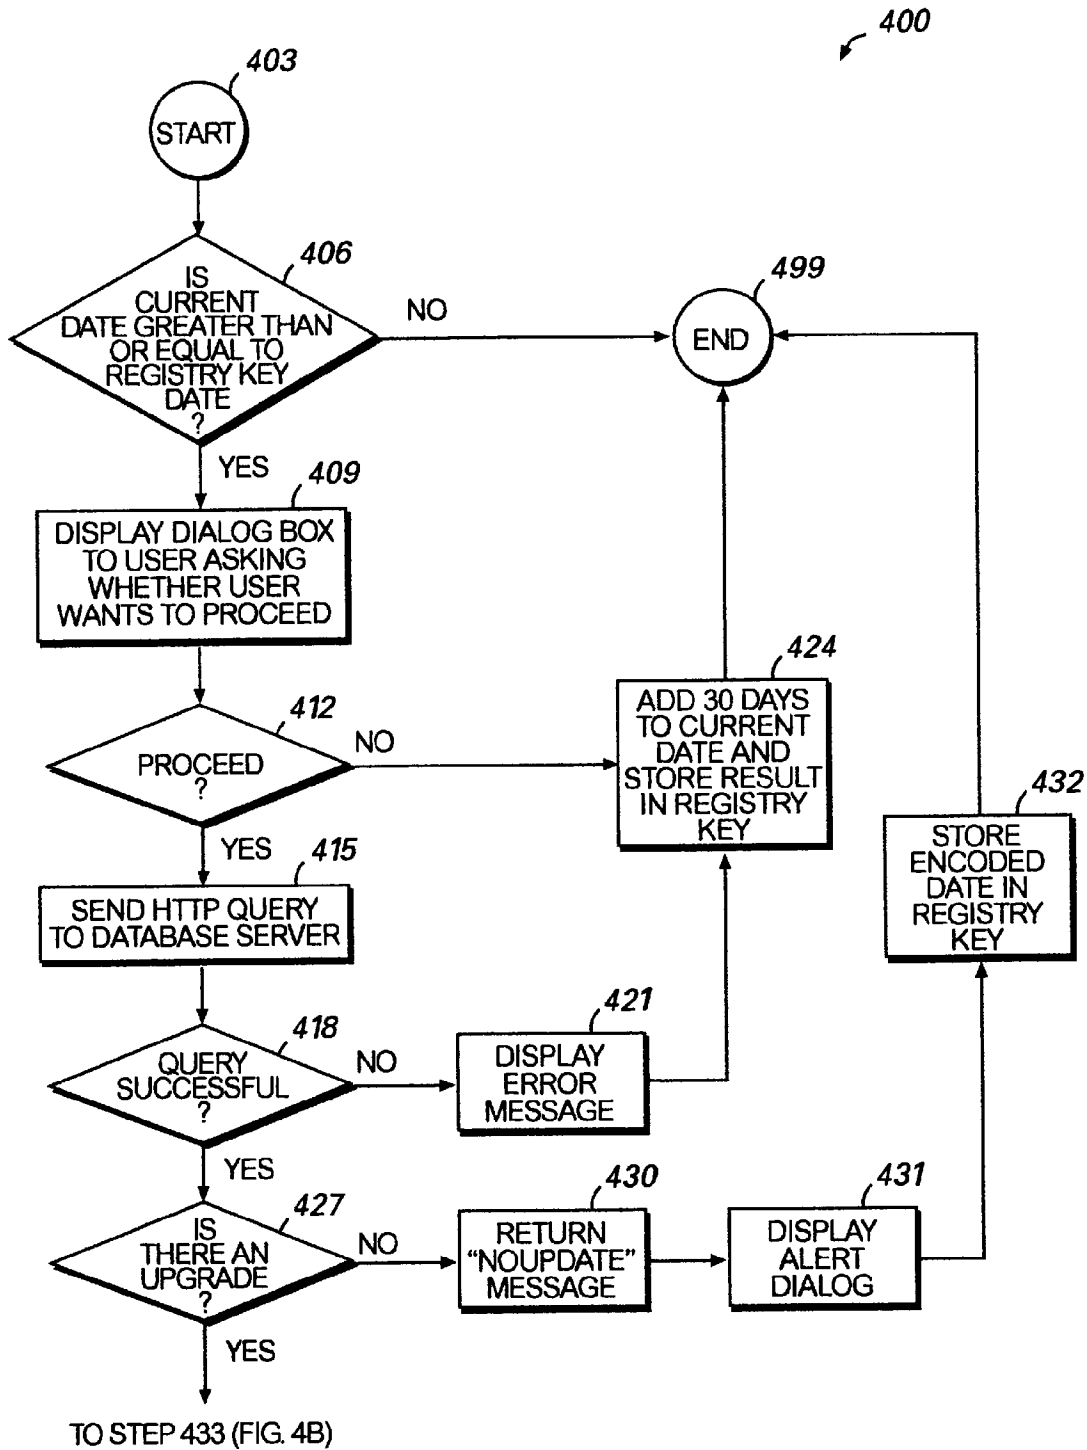 400
403
START
406
IS
CURRENT
DATE GREATER THAN
OR EQUAL TO
REGISTRY KEY
DATE
?
NO
499
END
YES
409
DISPLAY DIALOG BOX
TO USER ASKING
WHETHER USER
WANTS TO PROCEED
412
PROCEED
?
NO
424
ADD 30 DAYS
TO CURRENT
DATE AND
STORE RESULT
IN REGISTRY
KEY
432
STORE
ENCODED
DATE IN
REGISTRY
KEY
YES
415
SEND HTTP QUERY
TO DATABASE SERVER
418
QUERY
SUCCESSFUL
?
NO
421
DISPLAY
ERROR
MESSAGE
YES
427
IS
THERE AN
UPGRADE
?
NO
430
RETURN
“NOUPDATE”
MESSAGE
431
DISPLAY
ALERT
DIALOG
YES
TO STEP 433 (FIG. 4B)